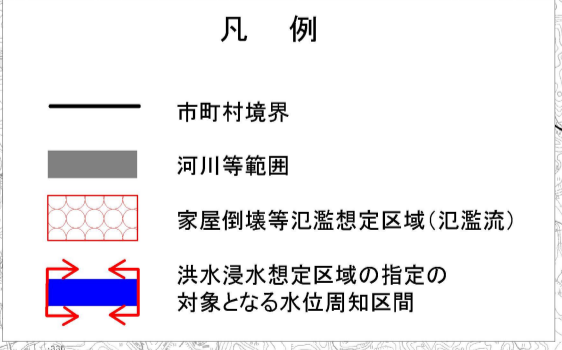 凡 例
市町村境界
河川等範囲
家屋倒壊等氾濫想定区域(氾濫流)
洪水浸水想定区域の指定の
対象となる水位周知区間